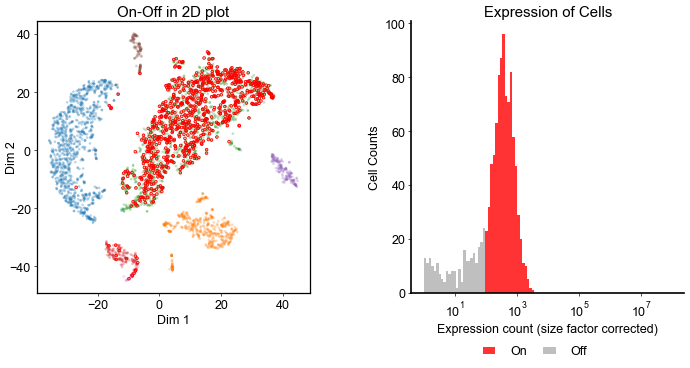 On-Off in 2D plot
Dim 2
40
20
0
−20
−40
−20
0
20
40
Dim 1
Expression of Cells
Cell Counts
100
80
60
40
20
0
10^1
10^3
10^5
10^7
Expression count (size factor corrected)
On
Off